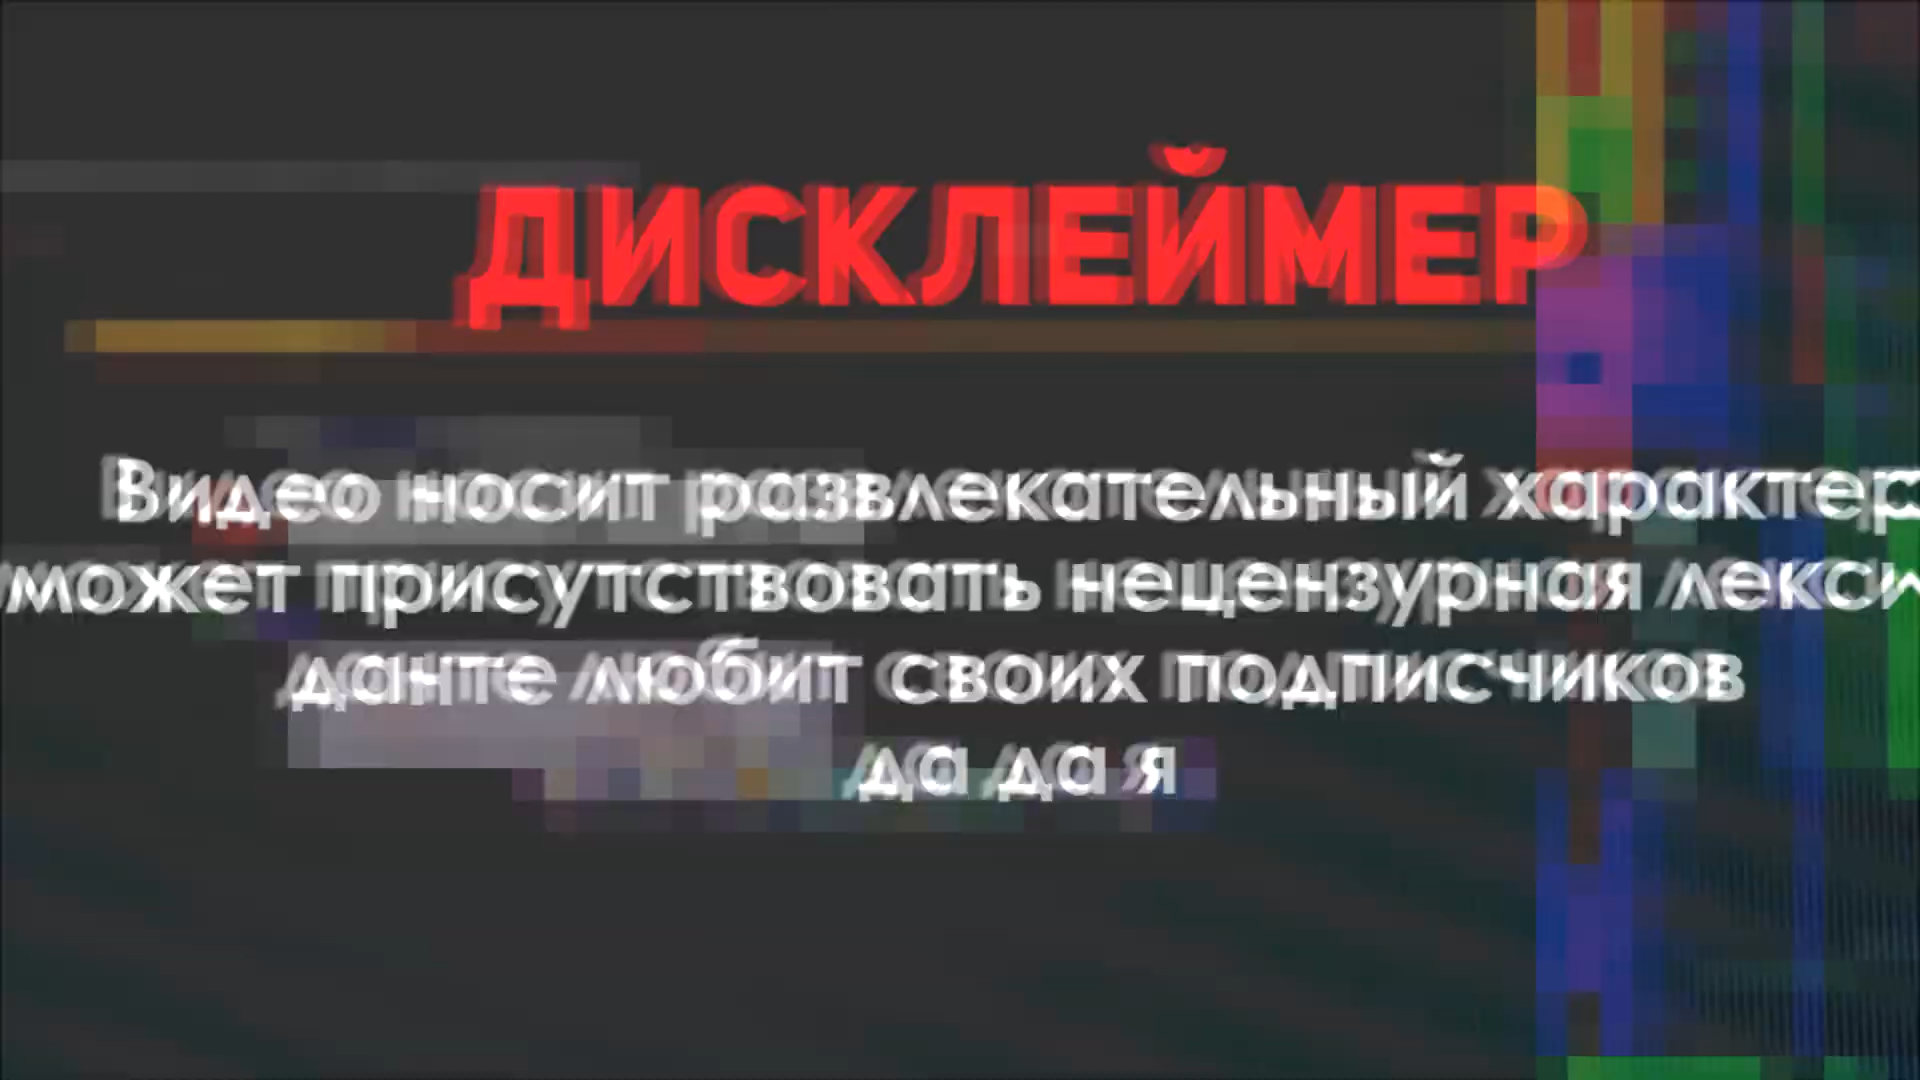 ДИСКЛЕЙМЕР
Видео носит развлекательный характер
может присутствовать нецензурная
данте любит своих подписчиков
да да я